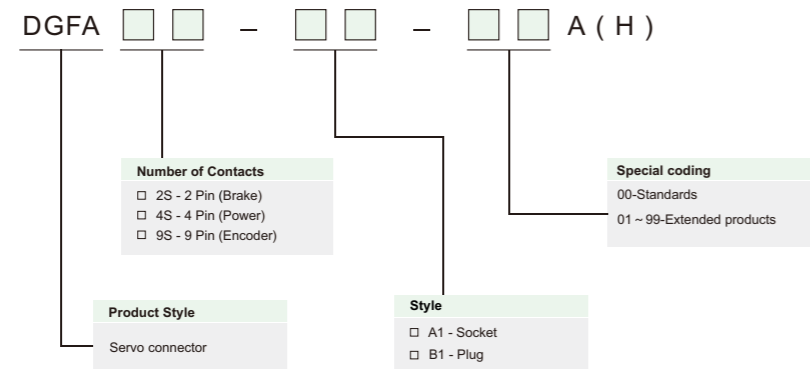 DGFA □ □ – □ □ – □ □ A ( H )
Number of Contacts
□ 2S - 2 Pin (Brake)
□ 4S - 4 Pin (Power)
□ 9S - 9 Pin (Encoder)
Special coding
00-Standards
01～99-Extended products
Product Style
Servo connector
Style
□ A1 - Socket
□ B1 - Plug